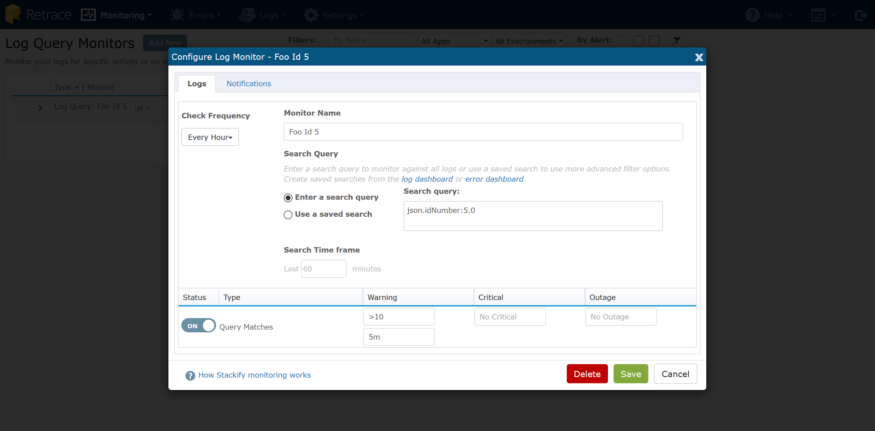 Retrace Monitoring Errors Logs Settings Help
Log Query Monitors Add New Filters: All Apps All Environments By Alert:
Configure Log Monitor - Foo Id 5 X
Monitor your logs for specific activity or
Logs Notifications
Type Monitor
Log Query: Foo Id 5
Check Frequency
Every Hour
Monitor Name
Foo Id 5
Search Query
Enter a search query to monitor against all logs or use a saved search to use more advanced filter options.
Create saved searches from the log dashboard or error dashboard.
Enter a search query
Use a saved search
Search query:
json.idNumber:5.0
Search Time frame
Last 60 minutes
Status Type Warning Critical Outage
ON Query Matches >10 No Critical No Outage
5m
? How Stackify monitoring works
Delete Save Cancel